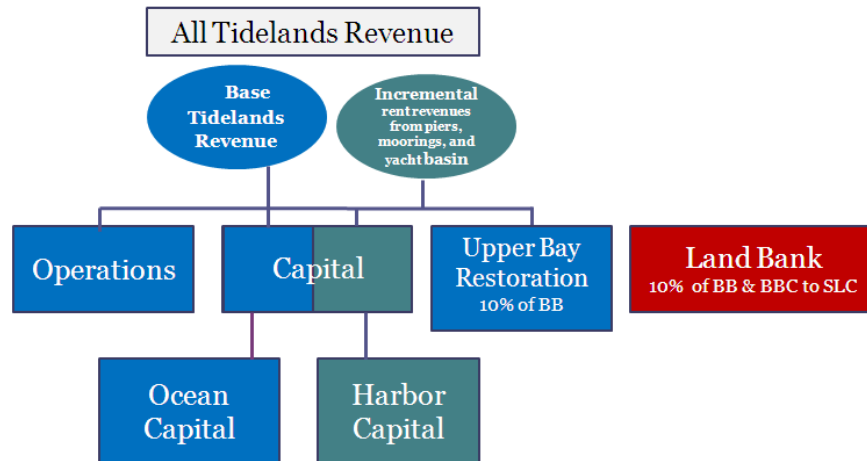 All Tidelands Revenue
Base
Tidelands
Revenue
Incremental
rent revenues
from piers,
moorings, and
yacht basin
Operations
Capital
Upper Bay
Restoration
10% of BB
Land Bank
10% of BB & BBC to SLC
Ocean
Capital
Harbor
Capital